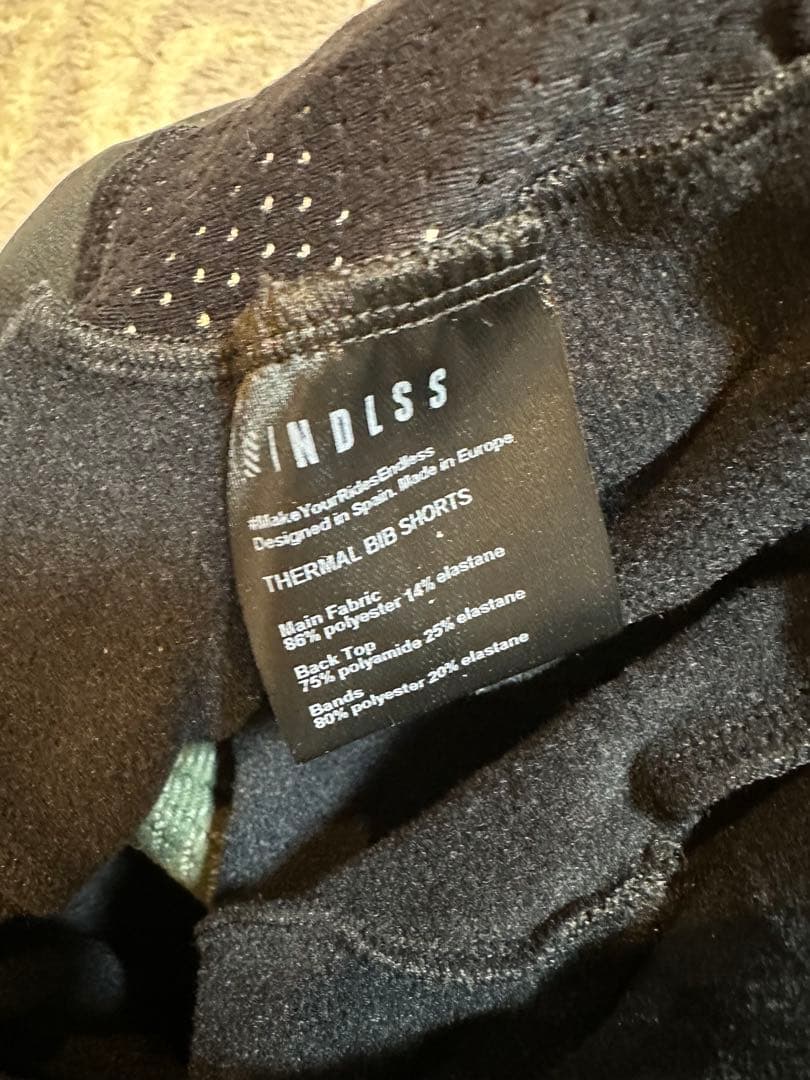 NDLSS
#MakeYourRidesEndless
Designed in Spain. Made in Europe
THERMAL BIB SHORTS
Main Fabric
86% polyester 14% elastane
Back Top
75% polyamide 25% elastane
Bands
80% polyester 20% elastane